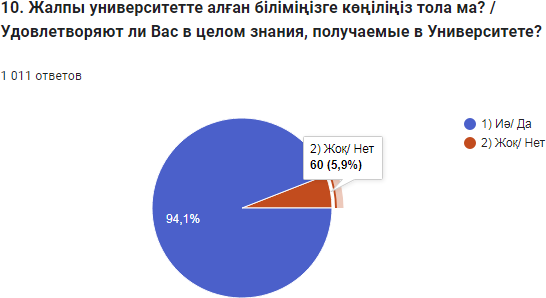 10. Жалпы университетте алған біліміңізге көңіліңіз тола ма? /
Удовлетворяют ли Вас в целом знания, получаемые в Университете?
1 011 ответов
1) Иә/ Да
2) Жоқ/ Нет
2) Жоқ/ Нет
60 (5,9%)
94,1%